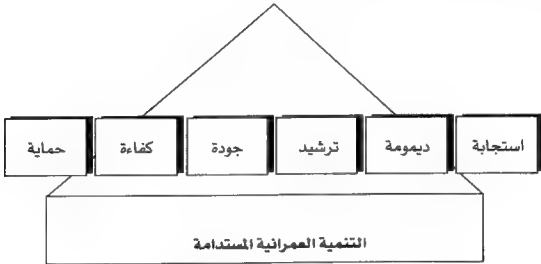 استجابة
ديمومة
ترشيد
جودة
كفاءة
حماية
التنمية العمرانية المستدامة